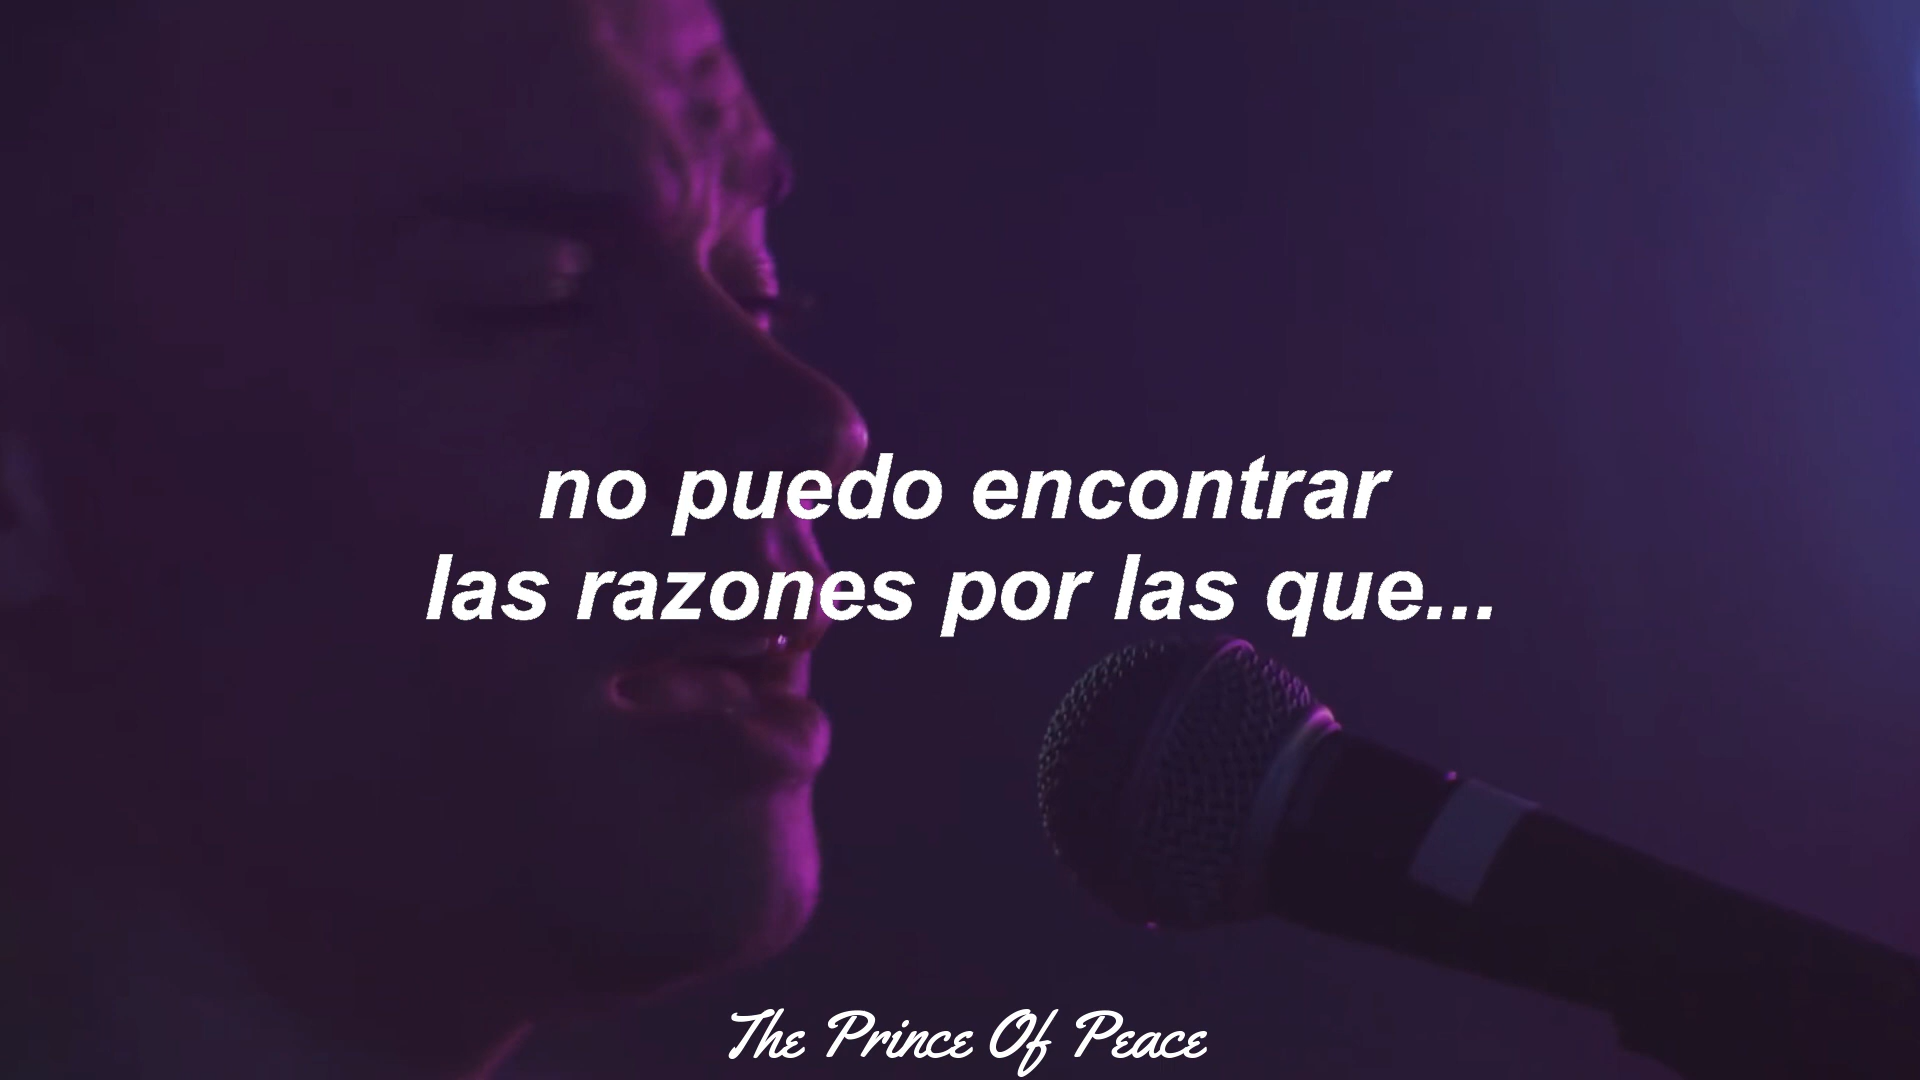 no puedo encontrar
las razones por las que...
The Prince Of Peace